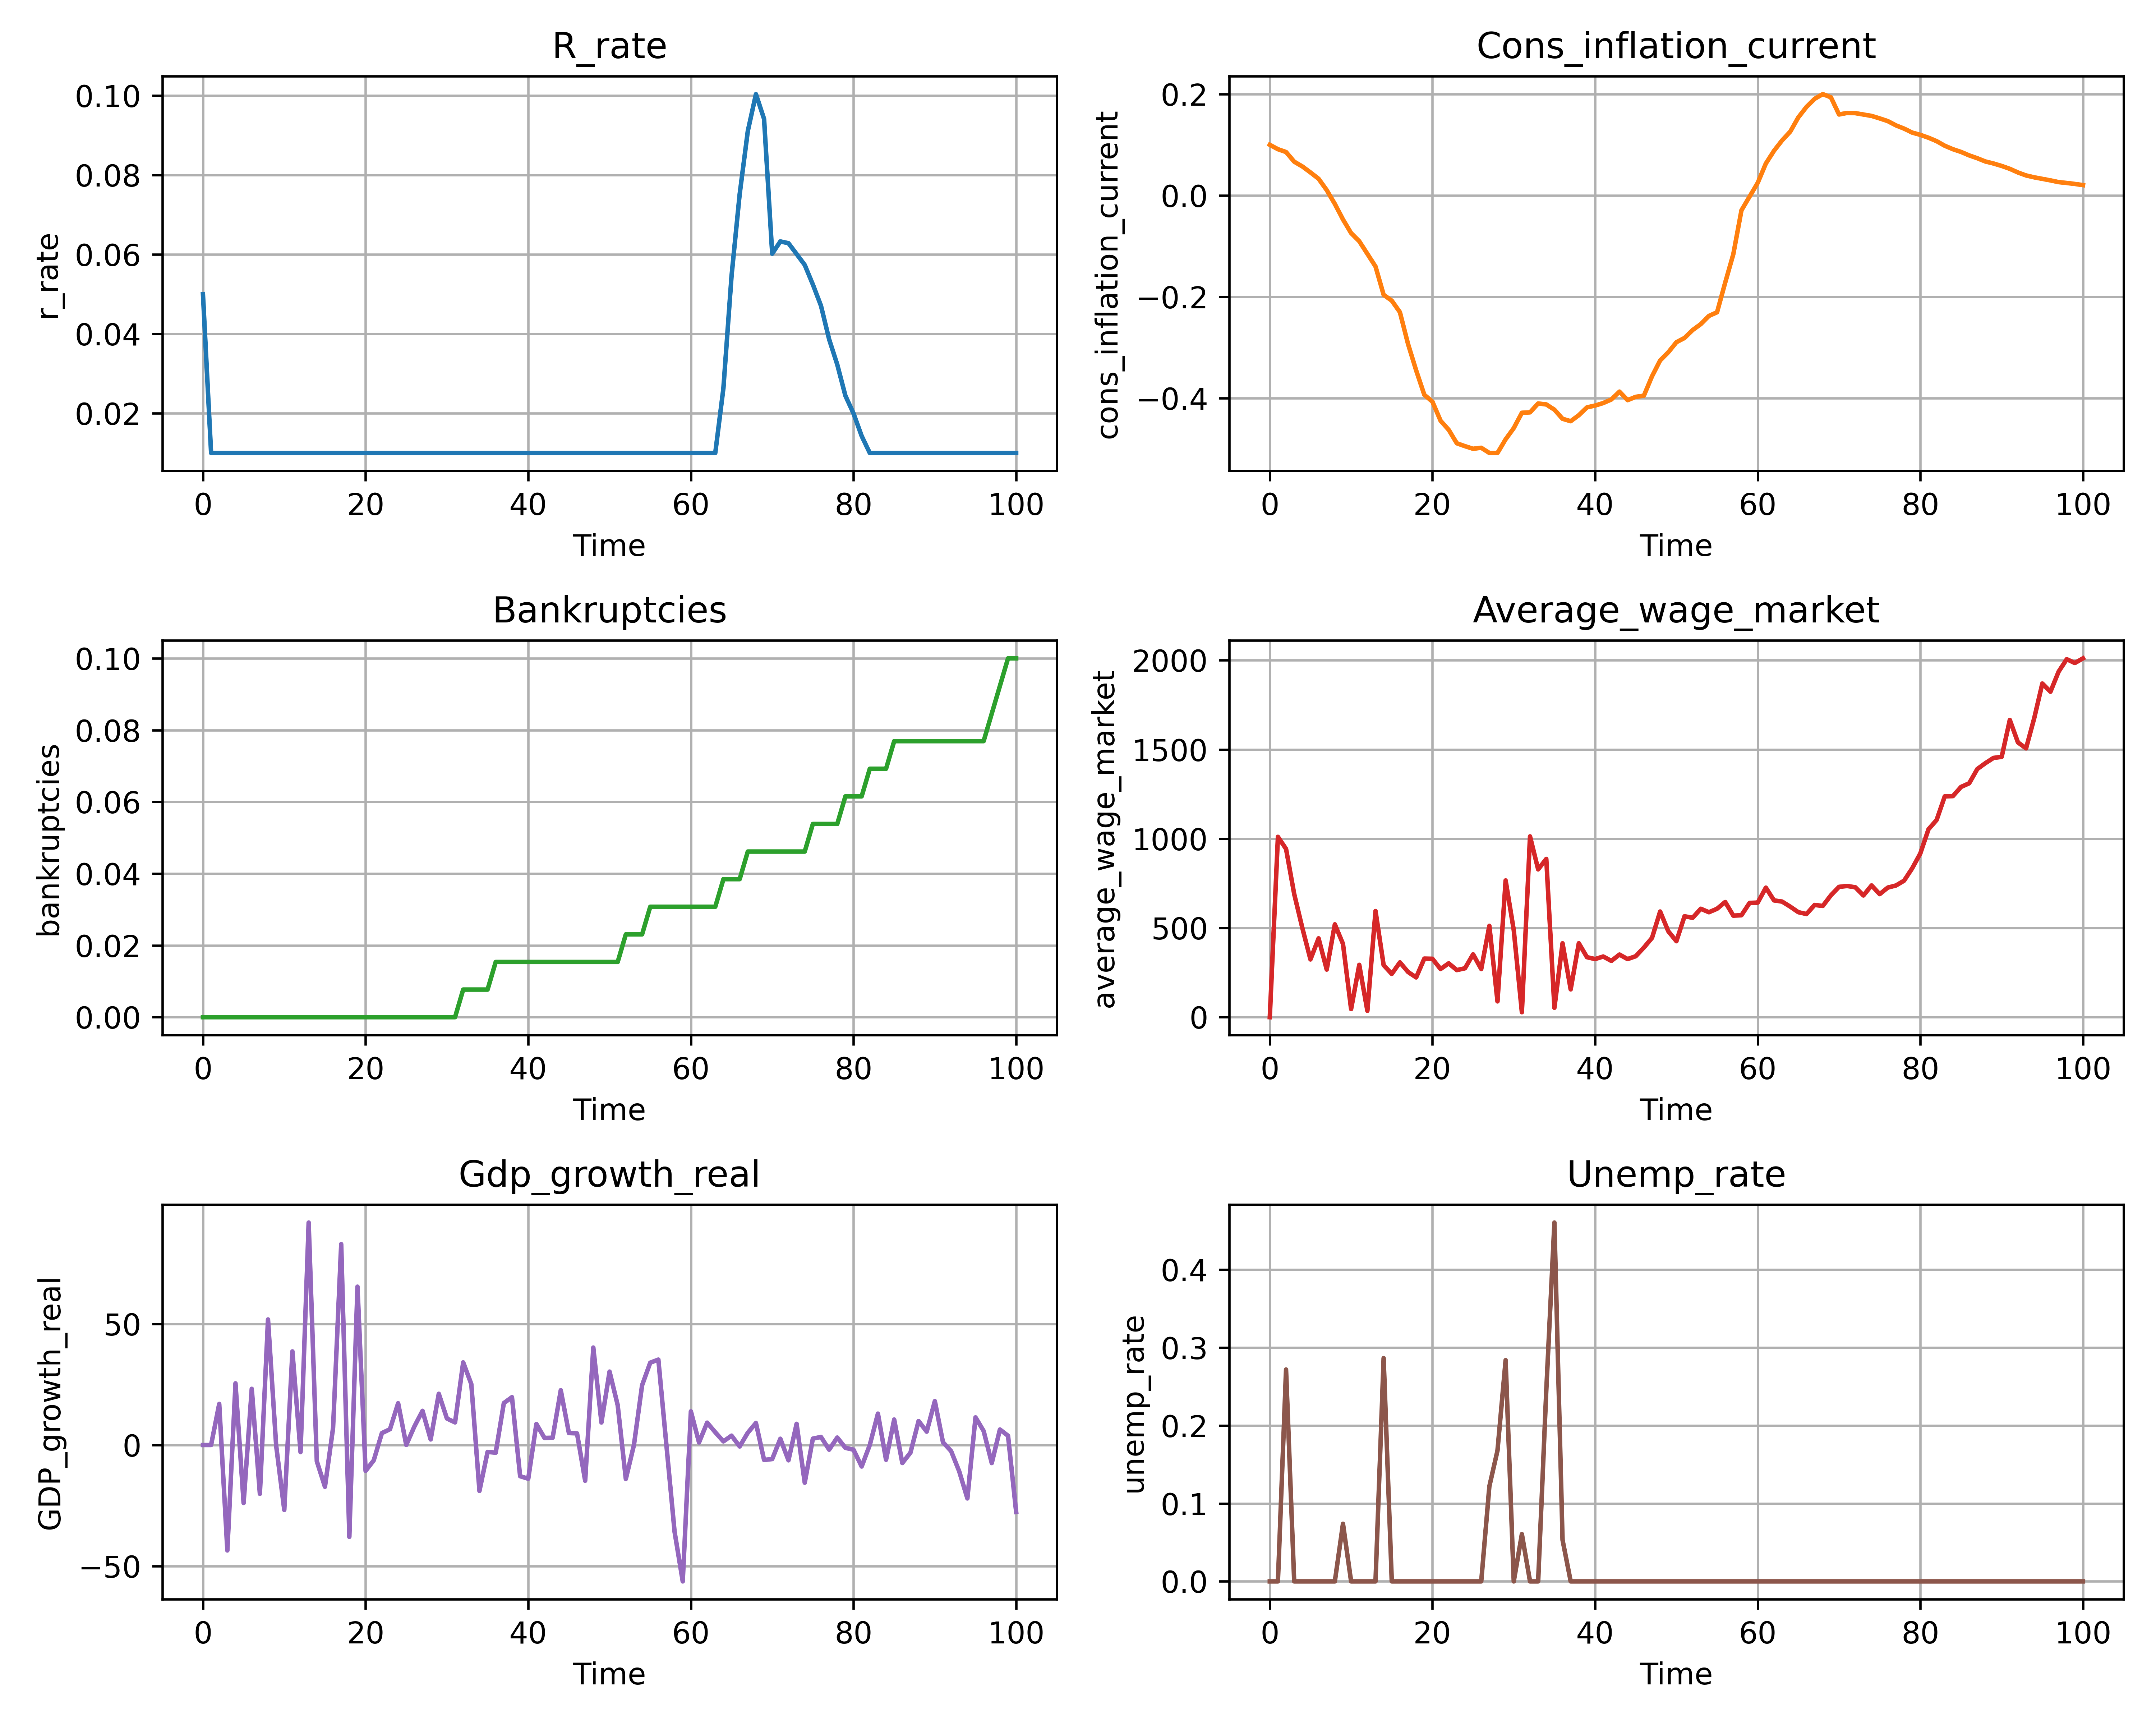 R_rate
r_rate
0.10
0.08
0.06
0.04
0.02
0 20 40 60 80 100
Time
Cons_inflation_current
cons_inflation_current
0.2
0.0
−0.2
−0.4
0 20 40 60 80 100
Time
Bankruptcies
bankruptcies
0.10
0.08
0.06
0.04
0.02
0.00
0 20 40 60 80 100
Time
Average_wage_market
average_wage_market
2000
1500
1000
500
0
0 20 40 60 80 100
Time
Gdp_growth_real
GDP_growth_real
50
0
−50
0 20 40 60 80 100
Time
Unemp_rate
unemp_rate
0.4
0.3
0.2
0.1
0.0
0 20 40 60 80 100
Time